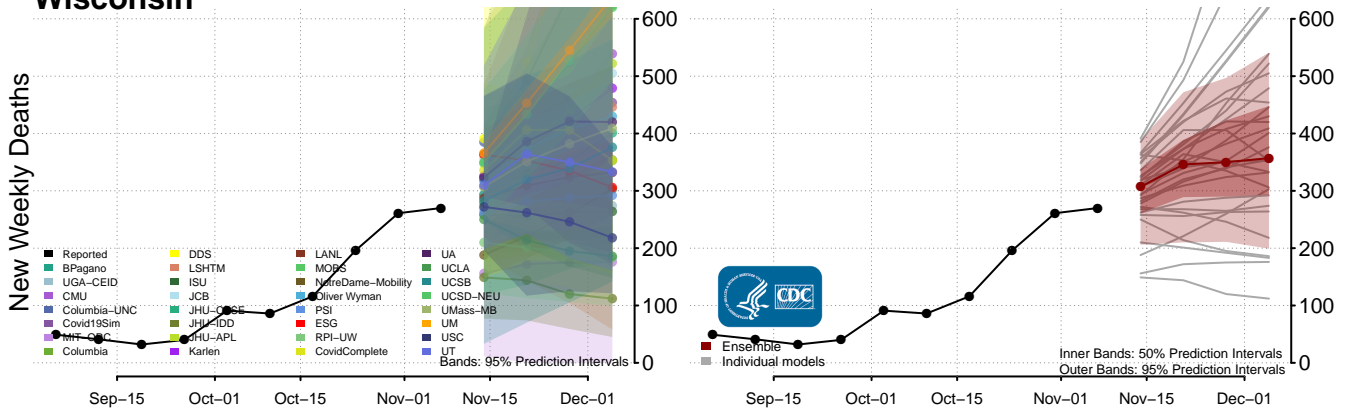 Wisconsin
New Weekly Deaths
600
500
400
300
200
100
0
Reported
BPagano
UGA−CEID
CMU
Columbia−UNC
Covid19Sim
MIT−ORC
Columbia
DDS
LSHTM
ISU
JCB
JHU−CSSE
JHU−IDD
JHU−APL
Karlen
LANL
MOBS
NotreDame−Mobility
Oliver Wyman
PSI
ESG
RPI−UW
CovidComplete
UA
UCLA
UCSB
UCSD−NEU
UMass−MB
UM
USC
UT
Bands: 95% Prediction Intervals
Sep−15
Oct−01
Oct−15
Nov−01
Nov−15
Dec−01
600
500
400
300
200
100
0
CDC
Ensemble
Individual models
Inner Bands: 50% Prediction Intervals
Outer Bands: 95% Prediction Intervals
Sep−15
Oct−01
Oct−15
Nov−01
Nov−15
Dec−01